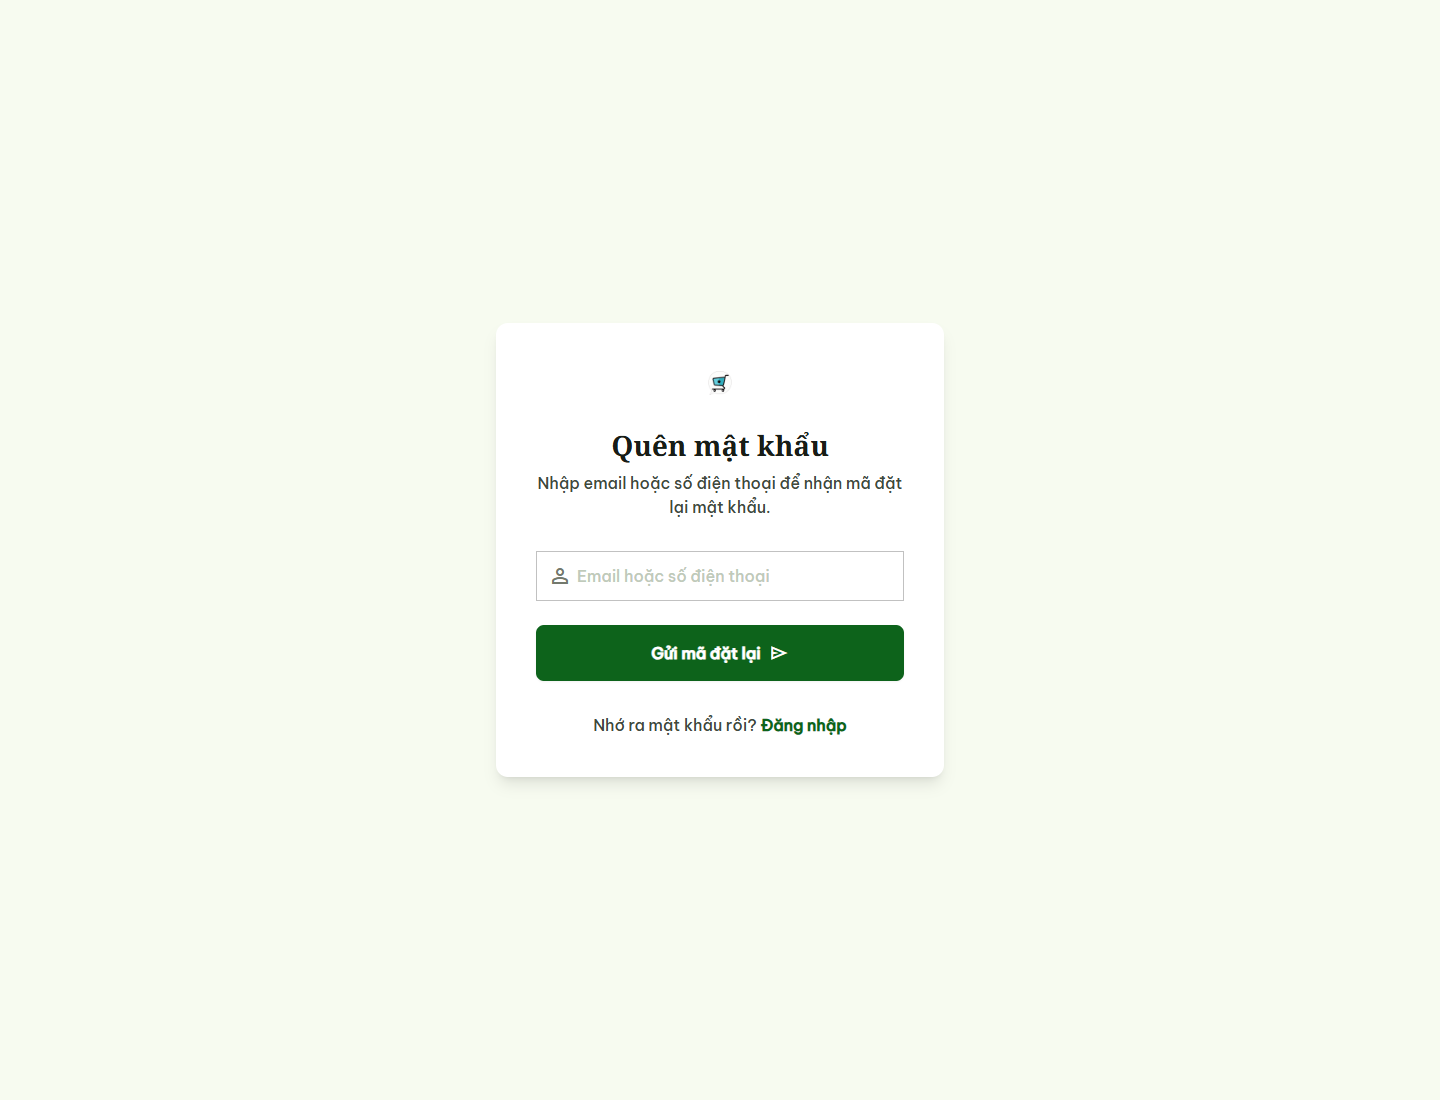 Quên mật khẩu
Nhập email hoặc số điện thoại để nhận mã đặt
lại mật khẩu.
Email hoặc số điện thoại
Gửi mã đặt lại
Nhớ ra mật khẩu rồi? Đăng nhập